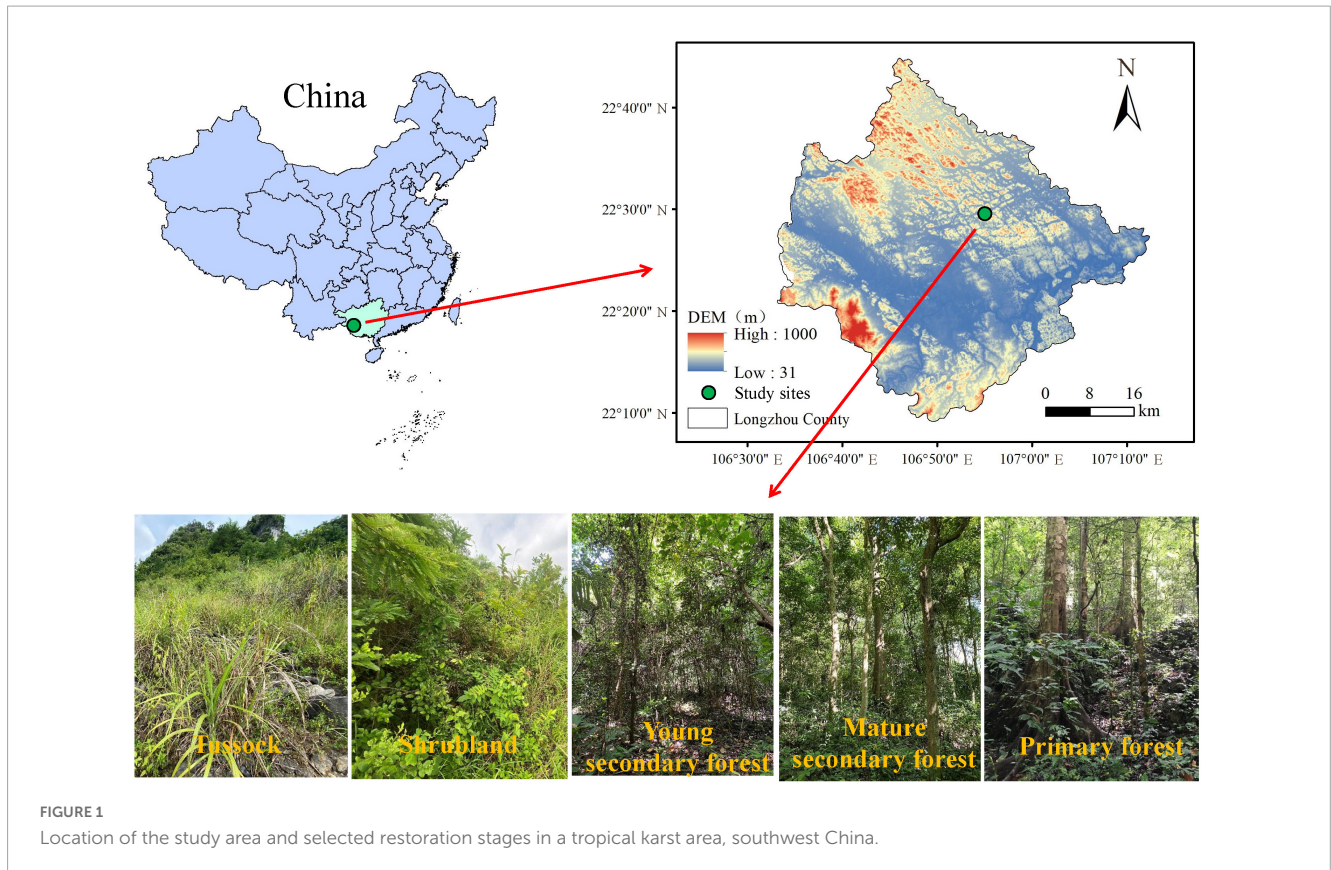 China
N
22°40'0" N
22°30'0" N
22°20'0" N
22°10'0" N
DEM（m）
High : 1000
Low : 31
Study sites
Longzhou County
0 8 16
km
106°30'0" E 106°40'0" E 106°50'0" E 107°0'0" E 107°10'0" E
Tussock
Shrubland
Young
secondary forest
Mature
secondary forest
Primary forest
FIGURE 1
Location of the study area and selected restoration stages in a tropical karst area, southwest China.